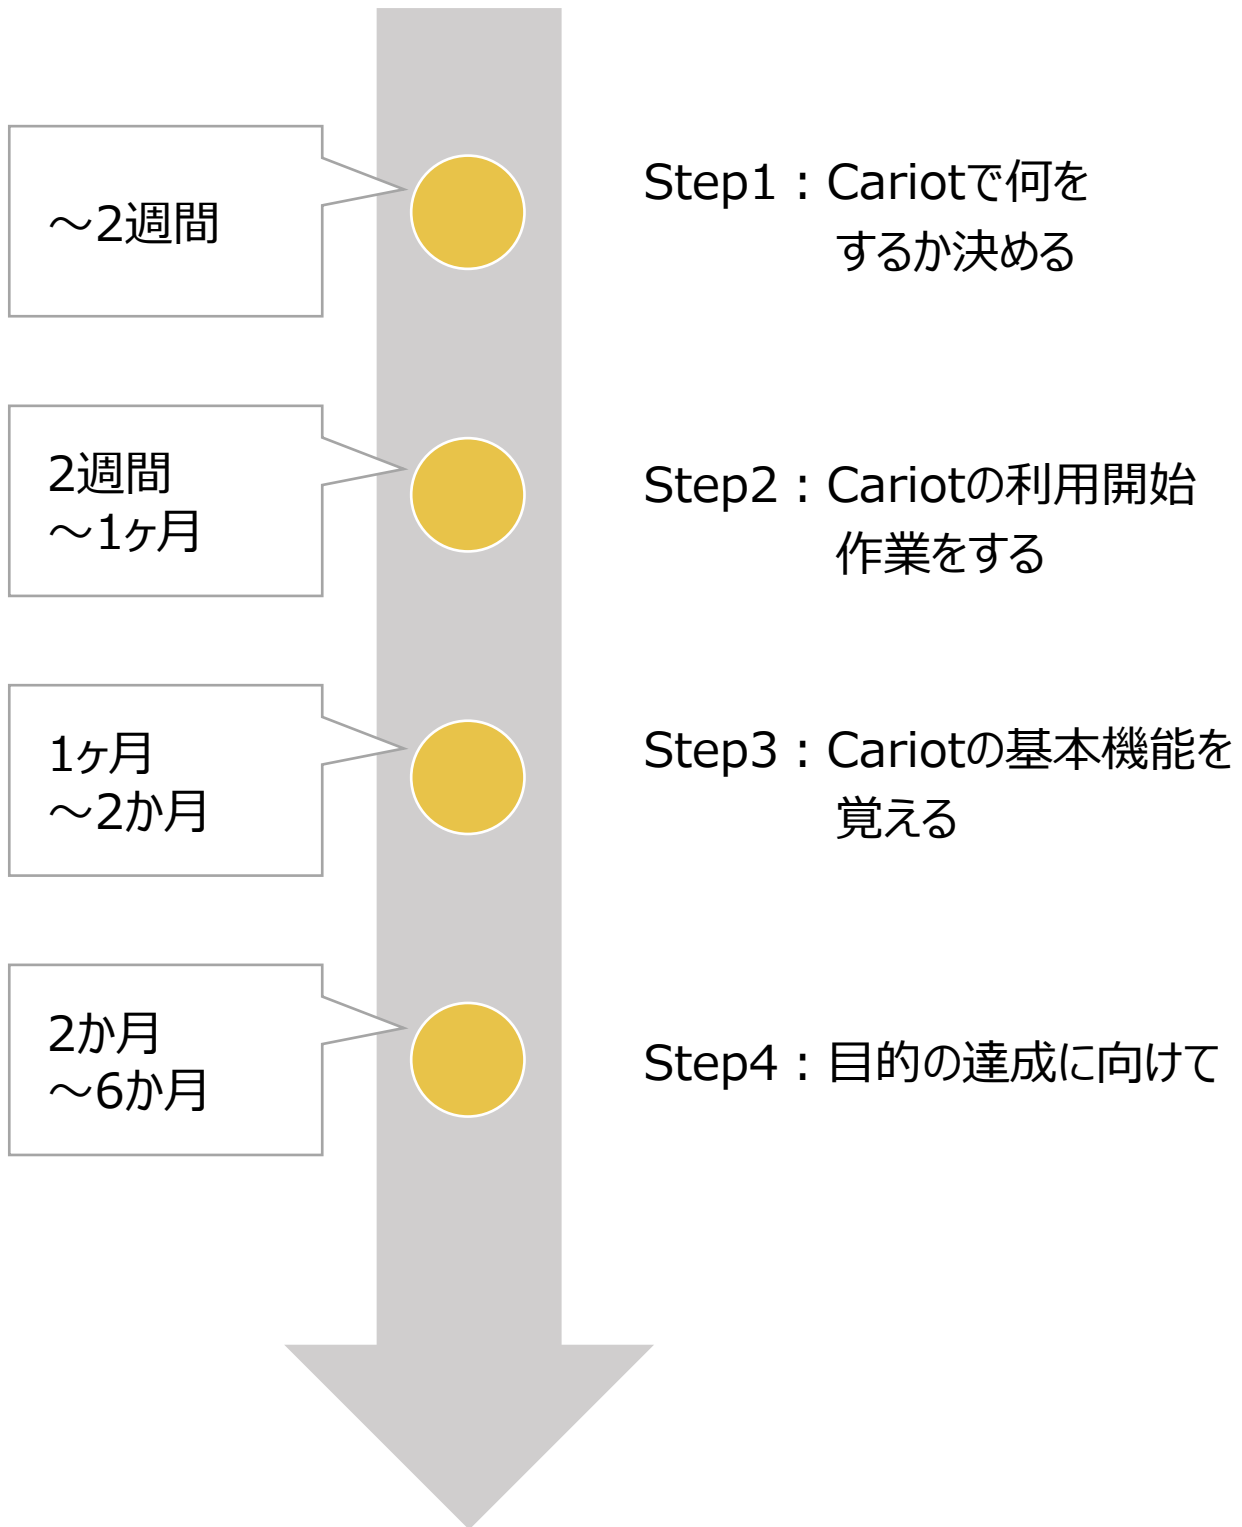 ～2週間
Step1：Cariotで何を
するか決める
2週間
～1ヶ月
Step2：Cariotの利用開始
作業をする
1ヶ月
～2か月
Step3：Cariotの基本機能を
覚える
2か月
～6か月
Step4：目的の達成に向けて